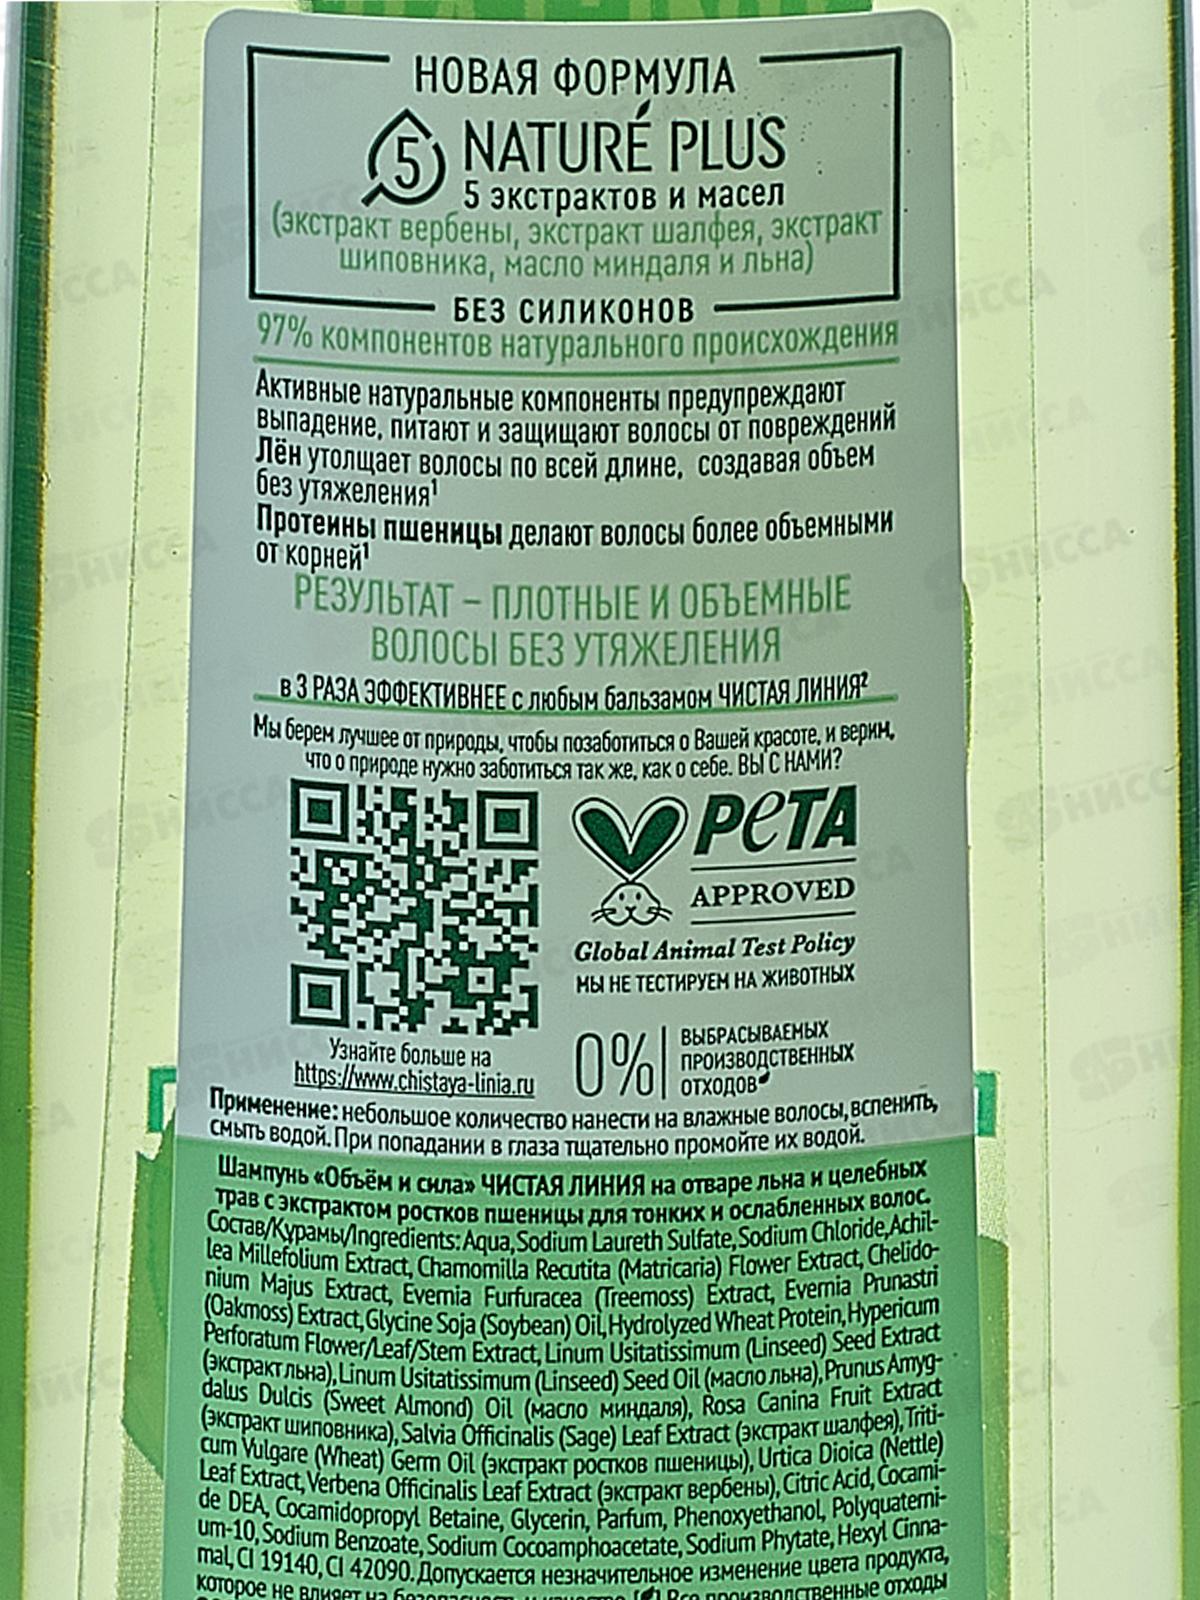 НОВАЯ ФОРМУЛА
5 NATURÉ PLUS
5 экстрактов и масел
(экстракт вербены, экстракт шалфея, экстракт
шиповника, масло миндаля и льна)
БЕЗ СИЛИКОНОВ
97% компонентов натурального происхождения
Активные натуральные компоненты предупреждают
выпадение, питают и защищают волосы от повреждений
Лён утолщает волосы по всей длине, создавая объем
без утяжеления¹
Протеины пшеницы делают волосы более объемными
от корней¹
РЕЗУЛЬТАТ – ПЛОТНЫЕ И ОБЪЕМНЫЕ
ВОЛОСЫ БЕЗ УТЯЖЕЛЕНИЯ
в 3 РАЗА ЭФФЕКТИВНЕЕ с любым бальзамом ЧИСТАЯ ЛИНИЯ²
Мы берем лучшее от природы, чтобы позаботиться о Вашей красоте, и верим,
что о природе нужно заботиться так же, как о себе. ВЫ С НАМИ?
PETA
APPROVED
Global Animal Test Policy
МЫ НЕ ТЕСТИРУЕМ НА ЖИВОТНЫХ
Узнайте больше на
https://www.chistaya-linia.ru
0% ВЫБРАСЫВАЕМЫХ
ПРОИЗВОДСТВЕННЫХ
ОТХОДОВ
Применение: небольшое количество нанести на влажные волосы, вспенить,
смыть водой. При попадании в глаза тщательно промойте их водой.
Шампунь «Объём и сила» ЧИСТАЯ ЛИНИЯ на отваре льна и целебных
трав с экстрактом ростков пшеницы для тонких и ослабленных волос.
Состав/Құрамы/Ingredients: Aqua, Sodium Laureth Sulfate, Sodium Chloride, Achil-
lea Millefolium Extract, Chamomilla Recutita (Matricaria) Flower Extract, Chelido-
nium Majus Extract, Evernia Furfuracea (Treemoss) Extract, Evernia Prunastri
(Oakmoss) Extract, Glycine Soja (Soybean) Oil, Hydrolyzed Wheat Protein, Hypericum
Perforatum Flower/Leaf/Stem Extract, Linum Usitatissimum (Linseed) Seed Extract
(экстракт льна), Linum Usitatissimum (Linseed) Seed Oil (масло льна), Prunus Amyg-
dalus Dulcis (Sweet Almond) Oil (масло миндаля), Rosa Canina Fruit Extract
(экстракт шиповника), Salvia Officinalis (Sage) Leaf Extract (экстракт шалфея), Triti-
cum Vulgare (Wheat) Germ Oil (экстракт ростков пшеницы), Urtica Dioica (Nettle)
Leaf Extract, Verbena Officinalis Leaf Extract (экстракт вербены), Citric Acid, Cocami-
de DEA, Cocamidopropyl Betaine, Glycerin, Parfum, Phenoxyethanol, Polyquaterni-
um-10, Sodium Benzoate, Sodium Cocoamphoacetate, Sodium Phytate, Hexyl Cinna-
mal, CI 19140, CI 42090. Допускается незначительное изменение цвета продукта,
которое не влияет на безопасность и качество. Все производственные отходы